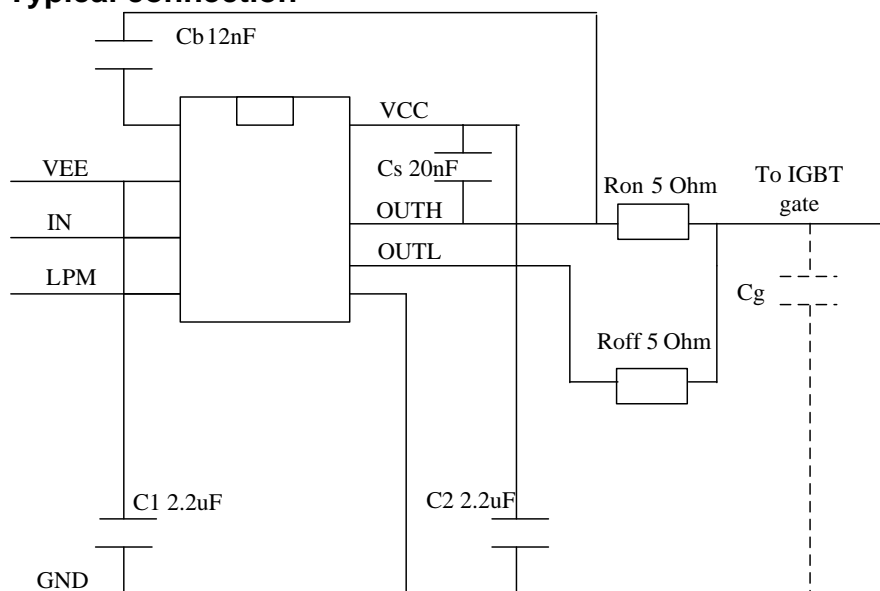 Typical connection
Cb 12nF
VCC
VEE
Cs 20nF
Ron 5 Ohm
To IGBT
gate
IN
OUTH
OUTL
LPM
Cg
Roff 5 Ohm
C1 2.2uF
C2 2.2uF
GND